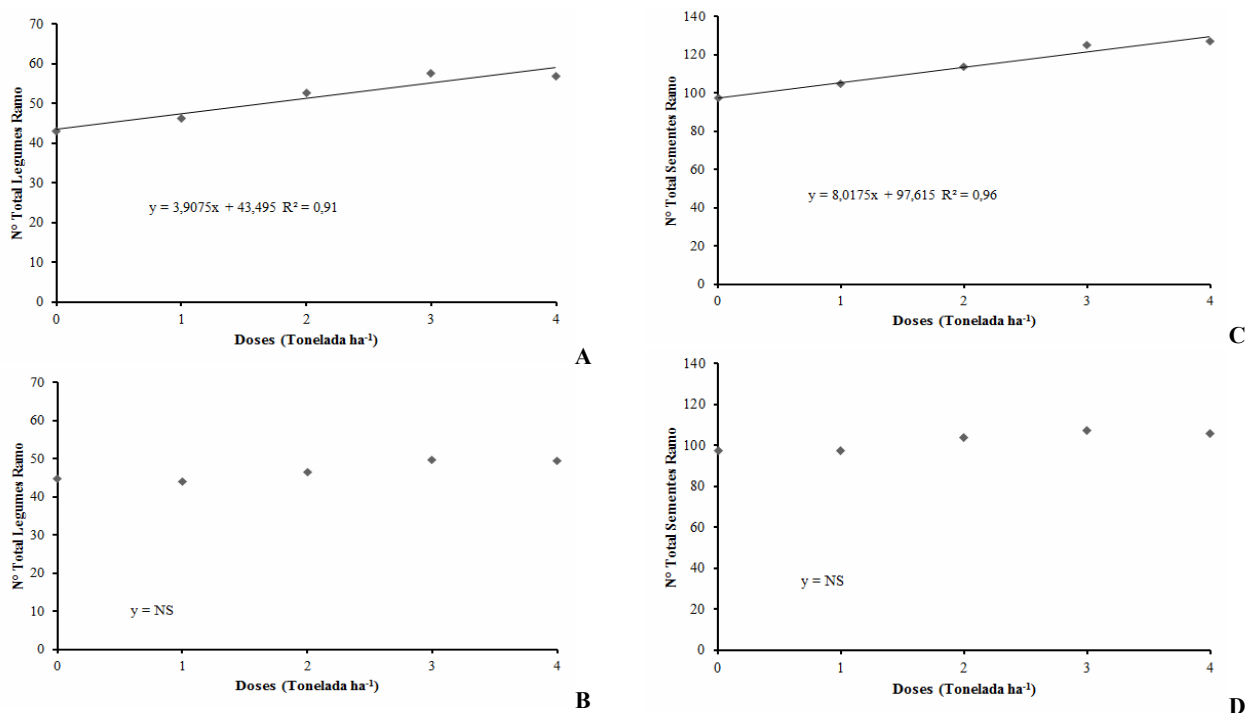 N° Total Legumes Ramo
70
60
50
40
30
20
10
0
y = 3,9075x + 43,495 R² = 0,91
0 1 2 3 4
Doses (Tonelada ha⁻¹)
A
N° Total Sementes Ramo
140
120
100
80
60
40
20
0
y = 8,0175x + 97,615 R² = 0,96
0 1 2 3 4
Doses (Tonelada ha⁻¹)
C
N° Total Legumes Ramo
70
60
50
40
30
20
10
0
y = NS
0 1 2 3 4
Doses (Tonelada ha⁻¹)
B
N° Total Sementes Ramo
140
120
100
80
60
40
20
0
y = NS
0 1 2 3 4
Doses (Tonelada ha⁻¹)
D